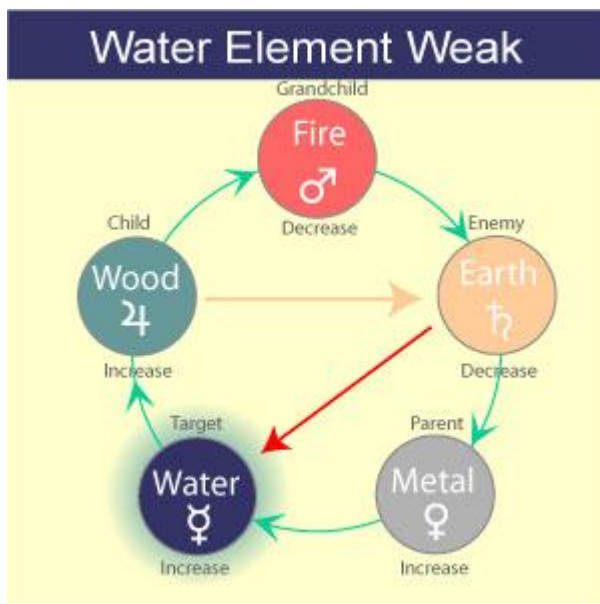 Water Element Weak
Grandchild
Fire
♂
Decrease
Child
Wood
♃
Increase
Enemy
Earth
♄
Decrease
Target
Water
☿
Increase
Parent
Metal
♀
Increase